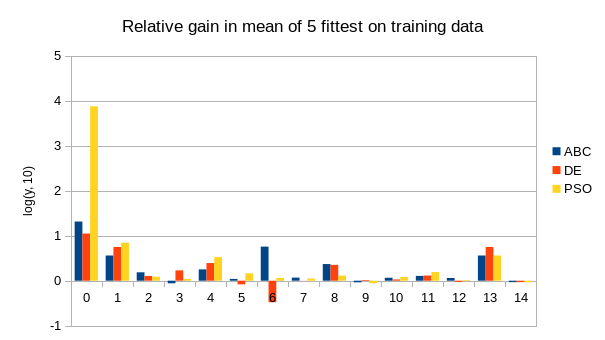 Relative gain in mean of 5 fittest on training data
5
4
3
2
1
0
-1
log(y, 10)
0 1 2 3 4 5 6 7 8 9 10 11 12 13 14
ABC
DE
PSO